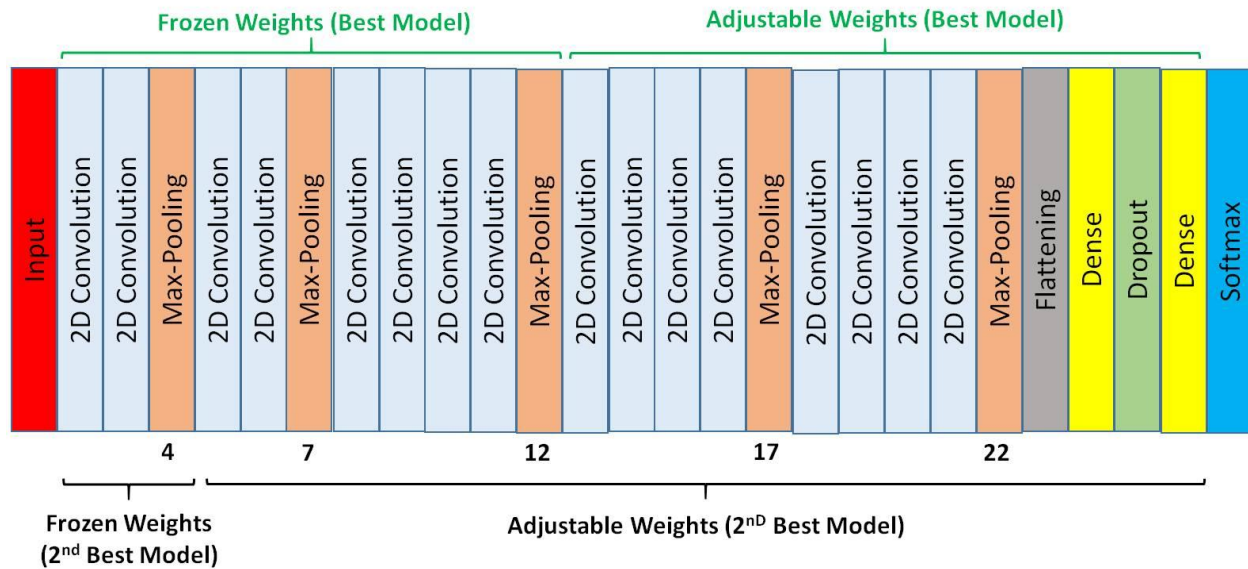 Frozen Weights (Best Model)
Adjustable Weights (Best Model)
Input
2D Convolution
2D Convolution
Max-Pooling
2D Convolution
2D Convolution
Max-Pooling
2D Convolution
2D Convolution
2D Convolution
2D Convolution
Max-Pooling
2D Convolution
2D Convolution
2D Convolution
2D Convolution
Max-Pooling
2D Convolution
2D Convolution
2D Convolution
2D Convolution
Max-Pooling
Flattening
Dense
Dropout
Dense
Softmax
4
7
12
17
22
Frozen Weights
(2nd Best Model)
Adjustable Weights (2nD Best Model)